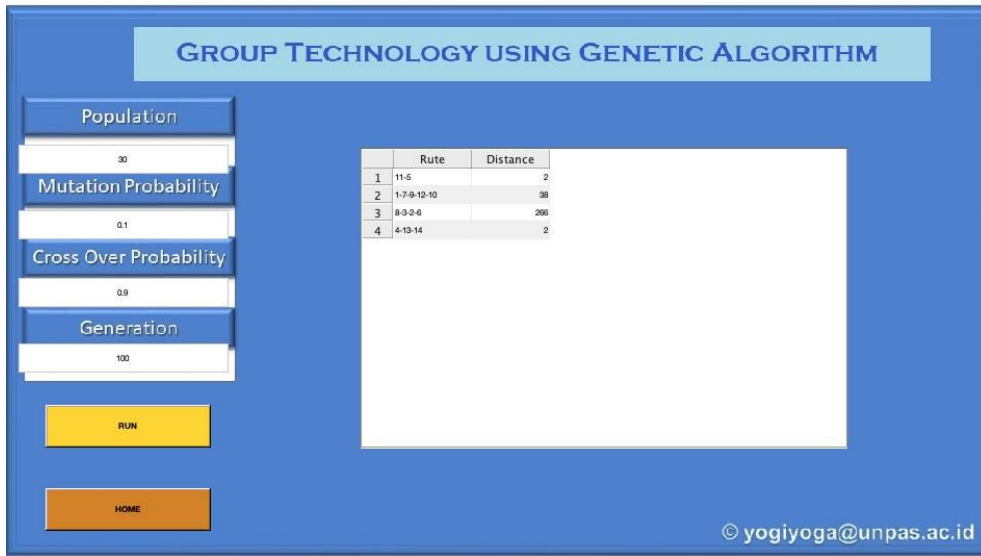 GROUP TECHNOLOGY USING GENETIC ALGORITHM
Population
30
Mutation Probability
0.1
Cross Over Probability
0.9
Generation
100
RUN
HOME
Rute Distance
1 11-5 2
2 1-7-9-12-10 38
3 8-3-2-6 266
4 4-13-14 2
© yogiyoga@unpas.ac.id